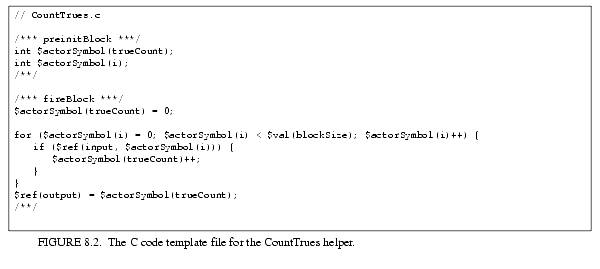 // CountTrues.c
/*** preinitBlock ***/
int $actorSymbol(trueCount);
int $actorSymbol(i);
/**/
/*** fireBlock ***/
$actorSymbol(trueCount) = 0;
for ($actorSymbol(i) = 0; $actorSymbol(i) < $val(blockSize); $actorSymbol(i)++) {
if ($ref(input, $actorSymbol(i))) {
$actorSymbol(trueCount)++;
}
}
$ref(output) = $actorSymbol(trueCount);
/**/
FIGURE 8.2. The C code template file for the CountTrues helper.